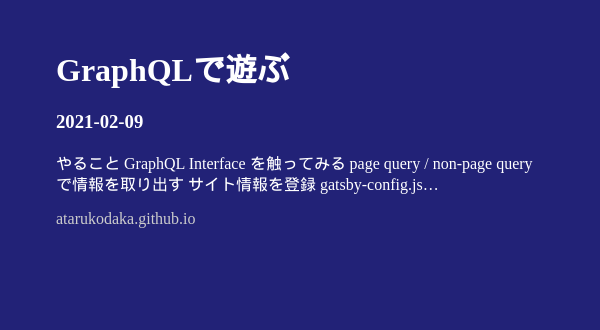 GraphQLで遊ぶ
2021-02-09
やること GraphQL Interface を触ってみる page query / non-page query
で情報を取り出す サイト情報を登録 gatsby-config.js…
atarukodaka.github.io